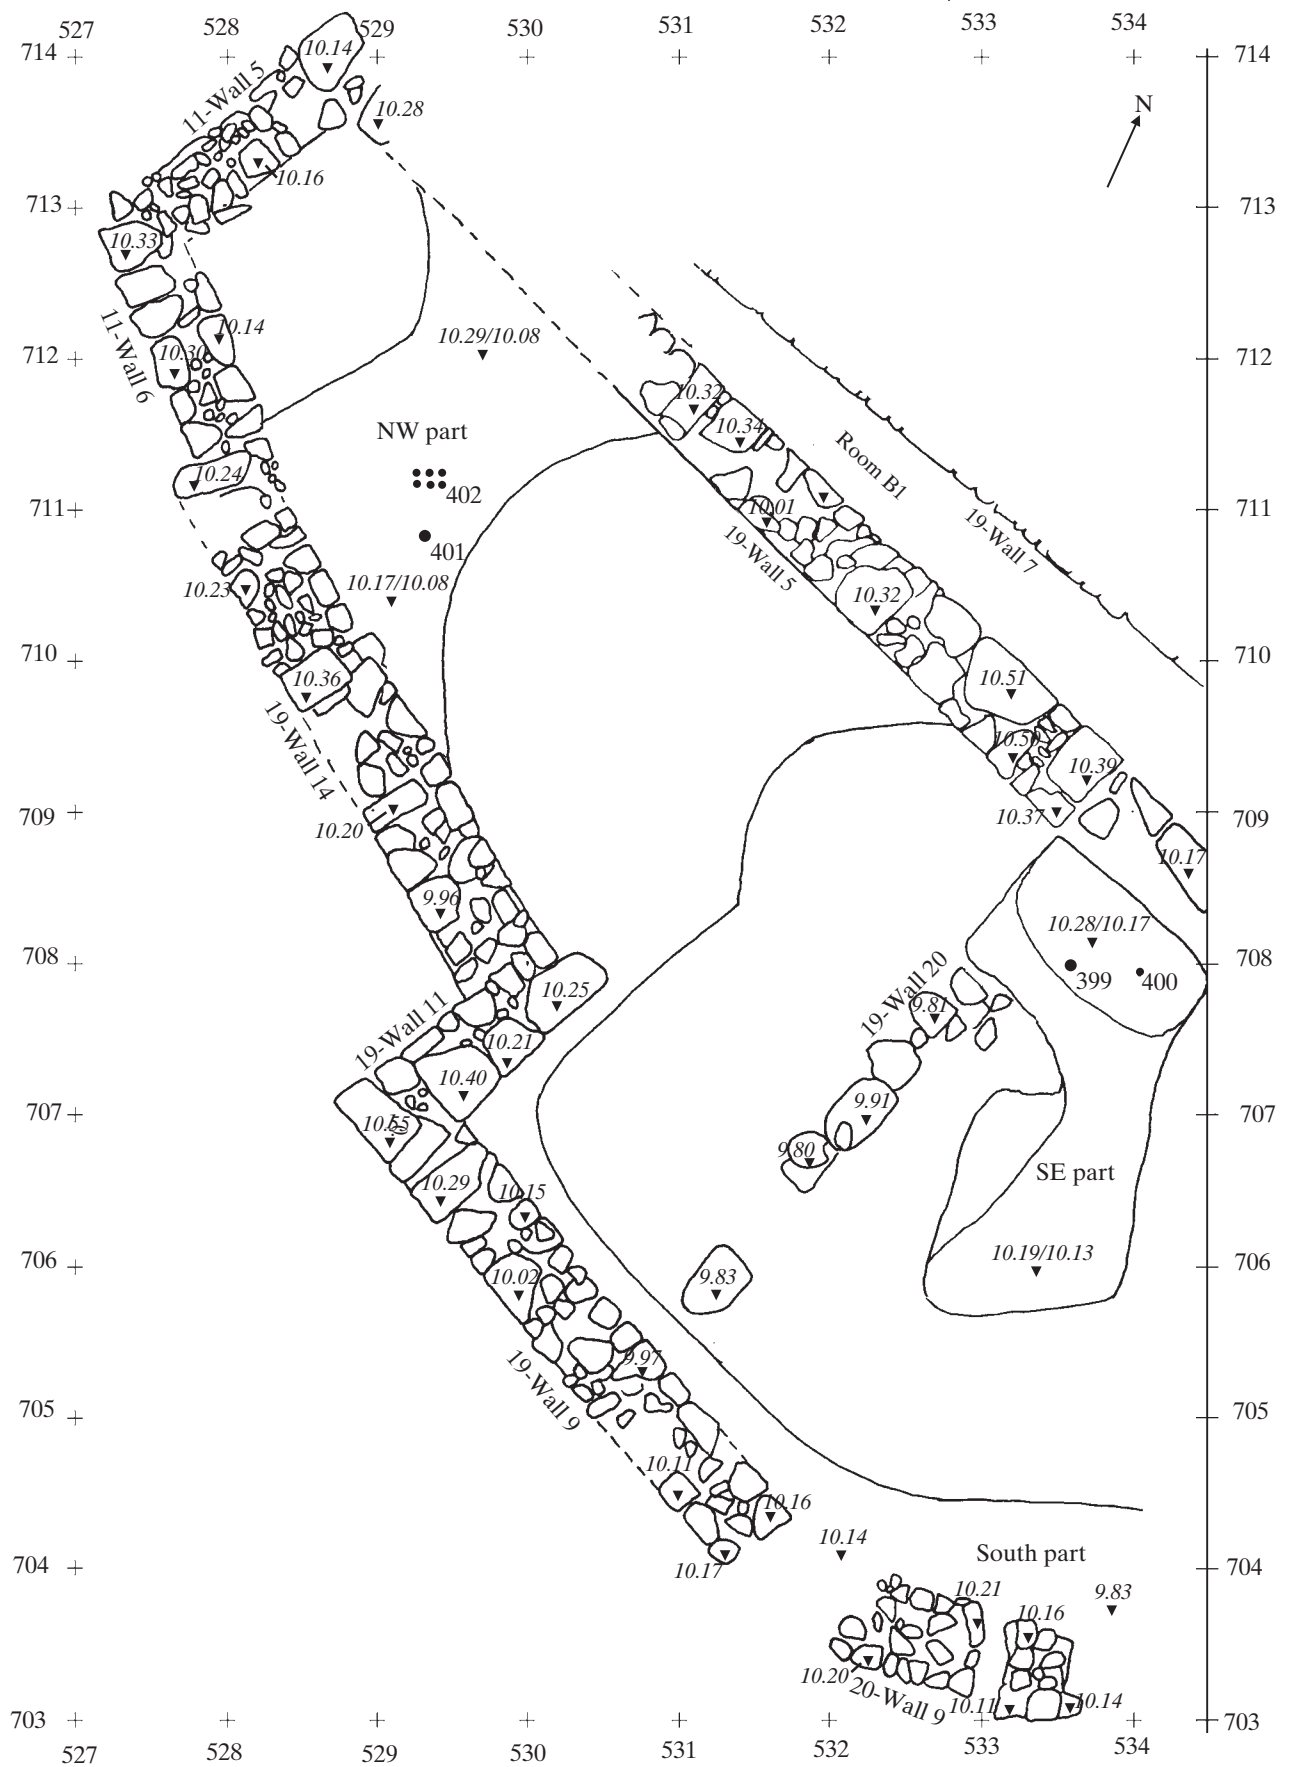 527 528 529 530 531 532 533 534
714 10.14 714
11-Wall 5
10.28
N
10.16
713 713
10.33
11-Wall 6
10.14
10.29/10.08
712 10.30 712
10.32
NW part
10.34
Room B1
10.24
402
711 10.01 711
19-Wall 7
401
19-Wall 5
10.23 10.17/10.08
10.32
710 10.36 10.51 710
19-Wall 14
10.50
10.39
709 10.20 10.37 709
10.17
9.96
10.28/10.17
708 19-Wall 20 708
399 400
10.25
9.81
19-Wall 11
10.21
10.40
707 9.91 707
10.55
9.80
SE part
10.29
10.15
706 10.19/10.13 706
10.02 9.83
9.97
19-Wall 9
705 705
10.11
10.16
10.14
704 10.17 South part 704
10.21 9.83
10.16
10.20
20-Wall 9 10.11 10.14
703 703
527 528 529 530 531 532 533 534